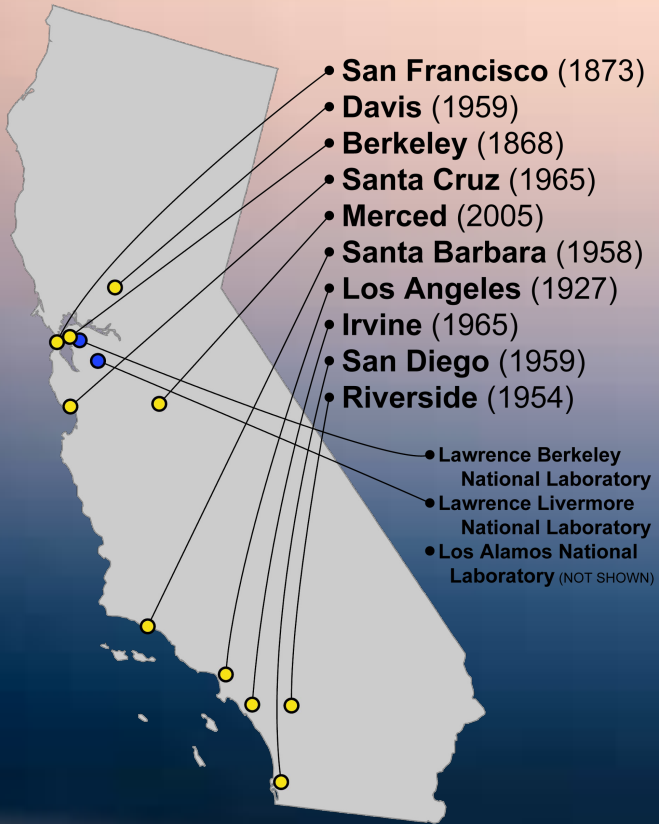 San Francisco (1873)
Davis (1959)
Berkeley (1868)
Santa Cruz (1965)
Merced (2005)
Santa Barbara (1958)
Los Angeles (1927)
Irvine (1965)
San Diego (1959)
Riverside (1954)
Lawrence Berkeley
National Laboratory
Lawrence Livermore
National Laboratory
Los Alamos National
Laboratory (NOT SHOWN)